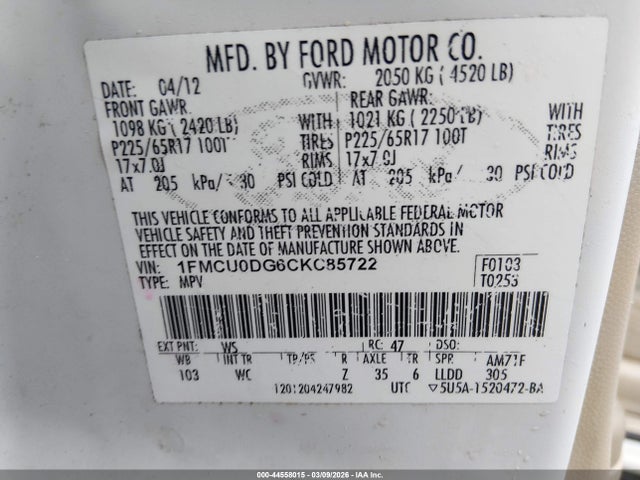 MFD. BY FORD MOTOR CO.
DATE: 04/12 GVWR: 2050 KG ( 4520 LB)
FRONT GAWR: REAR GAWR:
1098 KG ( 2420 LB) WITH 1021 KG ( 2250 LB) WITH
P225/65R17 100T TIRES P225/65R17 100T TIRES
17x7.0J RIMS 17x7.0J RIMS
AT 205 kPa/ 30 PSI COLD AT 205 kPa/ 30 PSI COLD
THIS VEHICLE CONFORMS TO ALL APPLICABLE FEDERAL MOTOR
VEHICLE SAFETY AND THEFT PREVENTION STANDARDS IN
EFFECT ON THE DATE OF MANUFACTURE SHOWN ABOVE.
VIN: 1FMCU0DG6CKC85722 F0103
TYPE: MPV T0253
EXT PNT: WS RC: 47 DSO:
WB INT TR TP/PS R AXLE TR SPR AM71F
103 WC Z 35 6 LLDD 305
1201204247982 UTC ▽5U5A-1520472-BA
000-44558015 - 03/09/2026 - IAA Inc.